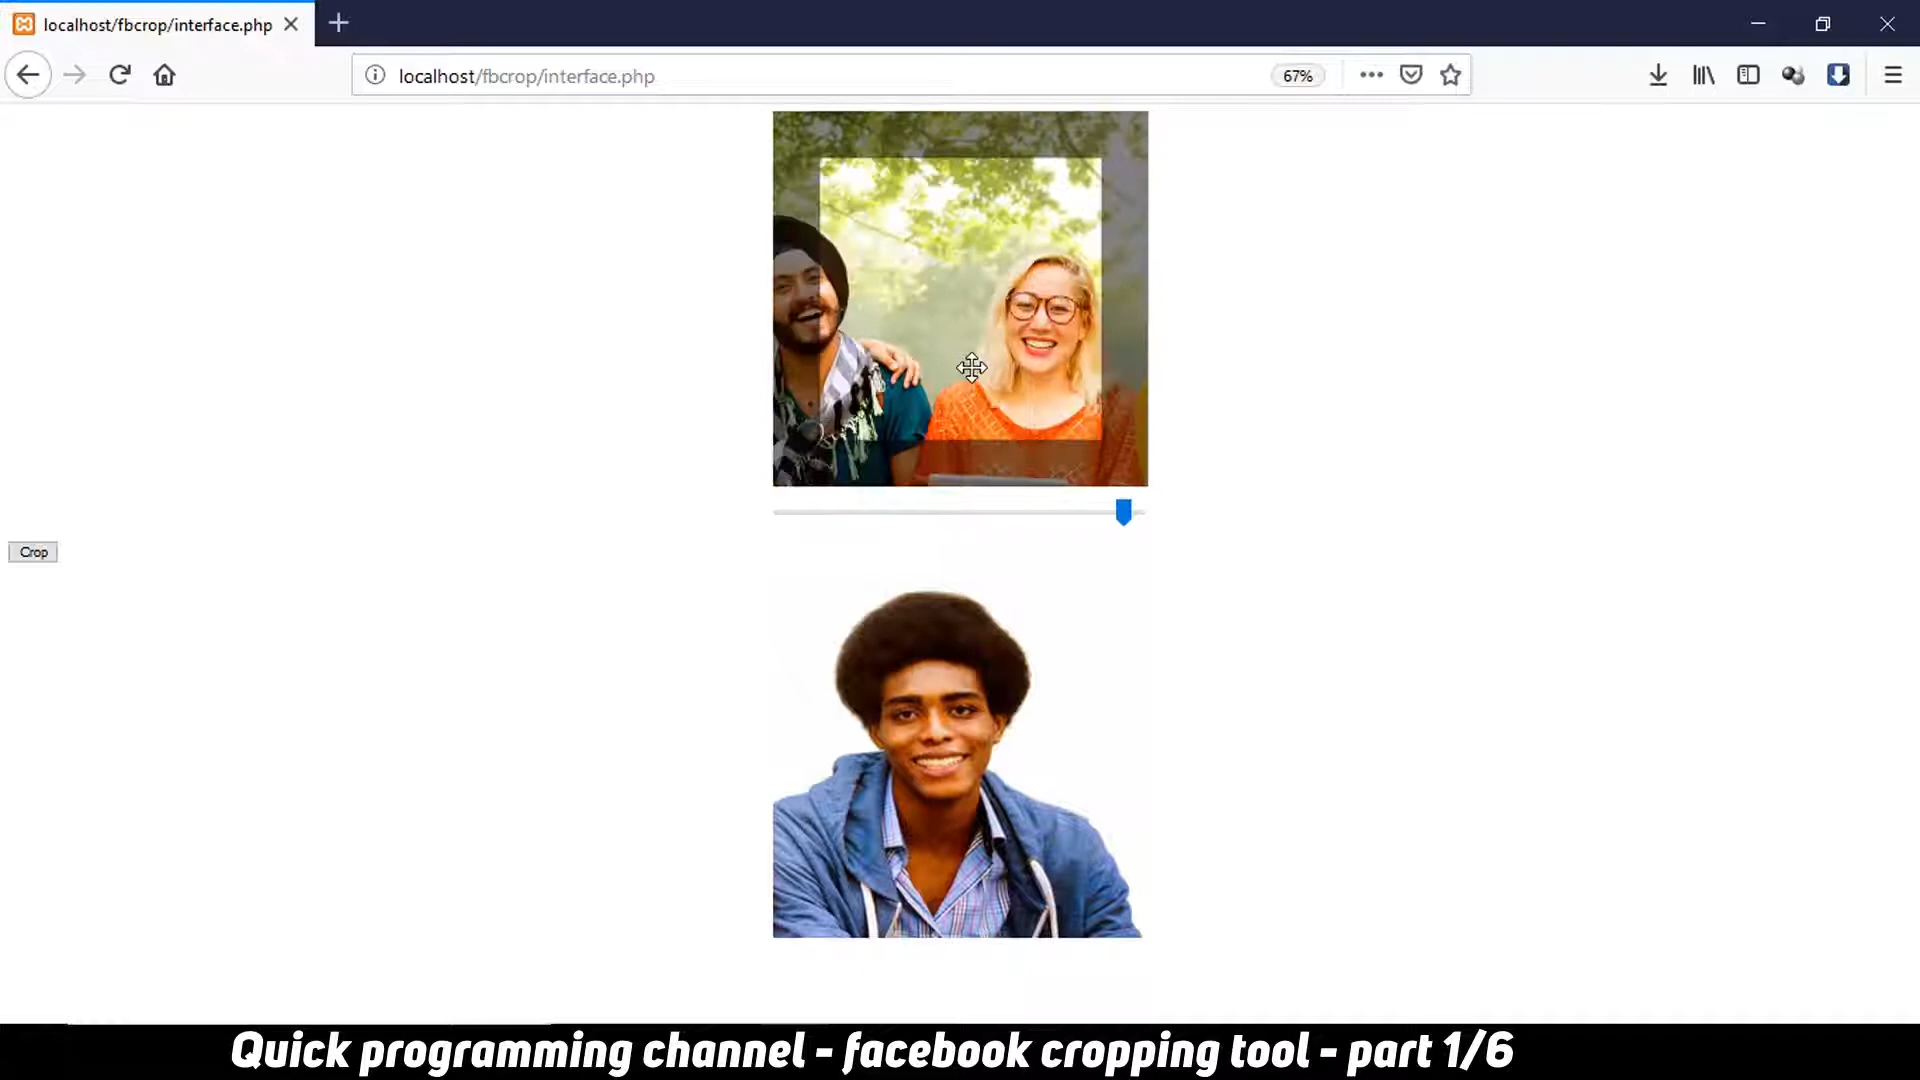 localhost/fbcrop/interface.php
localhost/fbcrop/interface.php
67%
Crop
Quick programming channel - facebook cropping tool - part 1/6